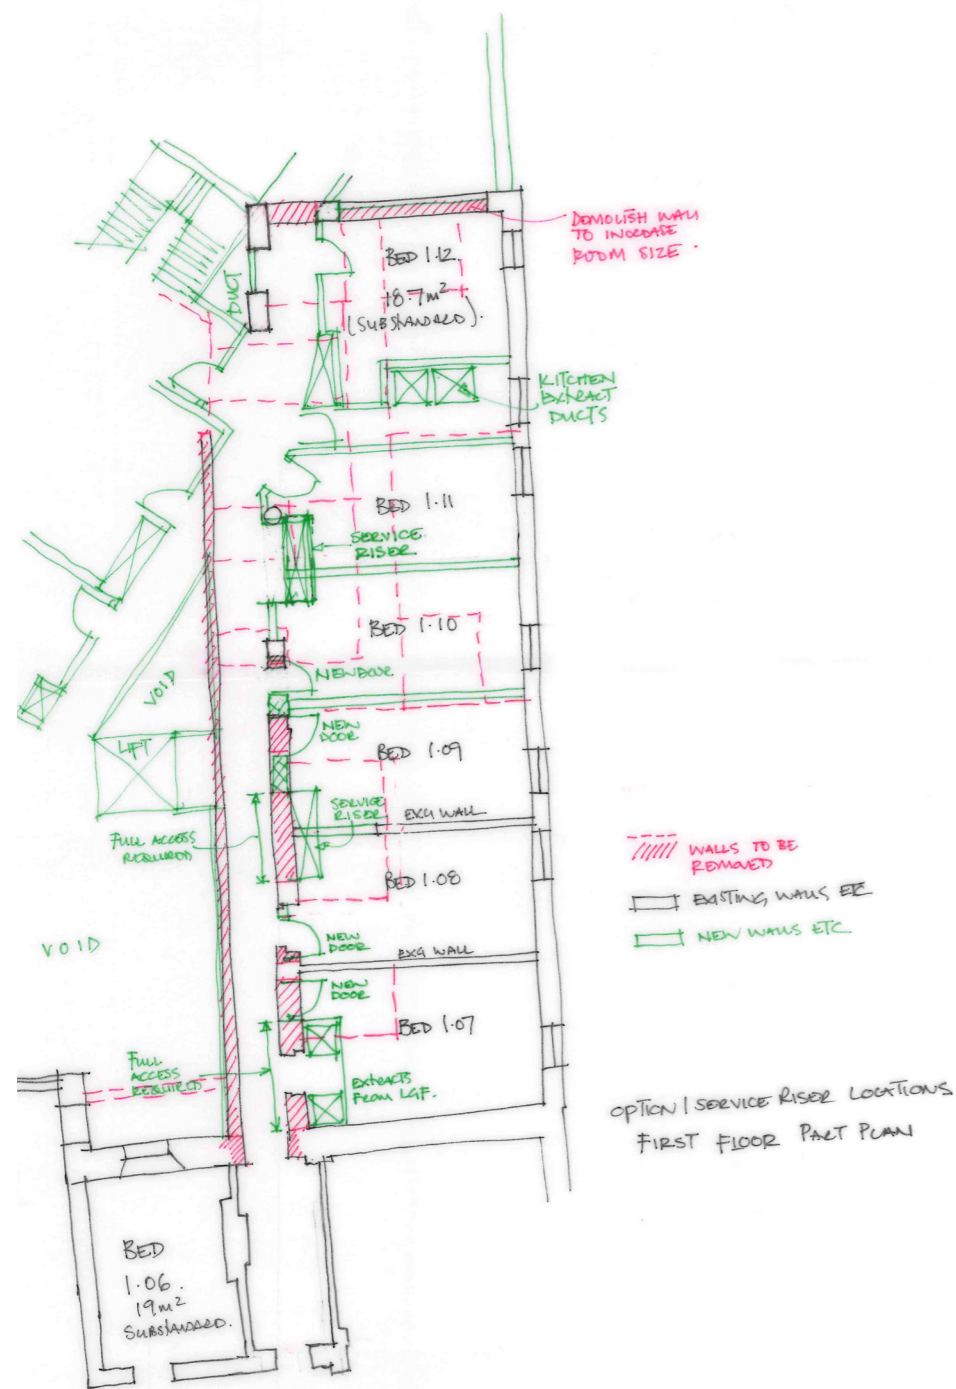 DEMOLISH WALL
TO INCREASE
ROOM SIZE.
BED 1.12.
18.7m²
(SUBSTANDARD).
DUCT
KITCHEN
EXTRACT
DUCTS
BED 1.11
SERVICE
RISER
BED 1.10
NEW DOOR
VOID
LIFT
NEW
DOOR
BED 1.09
SERVICE
RISER
EXG WALL
FULL ACCESS
REQUIRED
BED 1.08
WALLS TO BE
REMOVED
EXISTING WALLS ETC
NEW WALLS ETC
VOID
NEW
DOOR
EXG WALL
NEW
DOOR
BED 1.07
FULL
ACCESS
REQUIRED
EXTRACTS
FROM LGF.
OPTION 1 SERVICE RISER LOCATIONS
FIRST FLOOR PART PLAN
BED
1.06.
19m²
SUBSTANDARD.